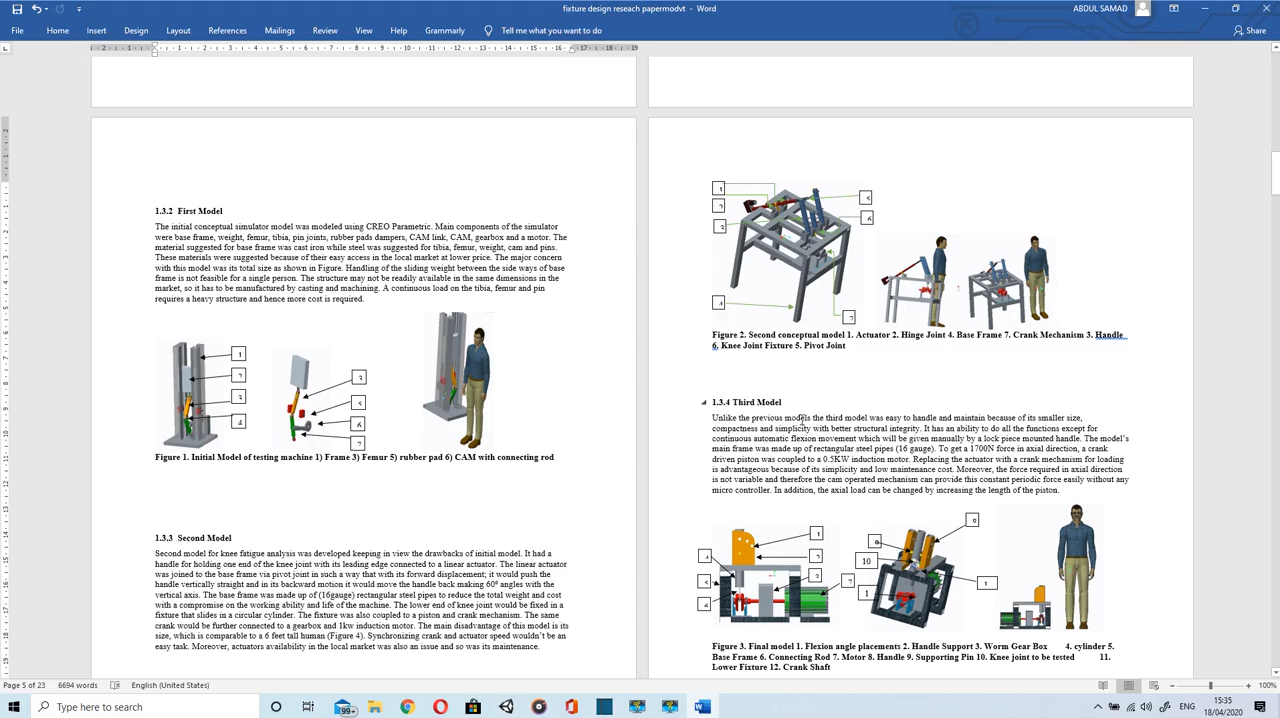 fixture design reseach papermodvt - Word
ABDUL SAMAD
File Home Insert Design Layout References Mailings Review View Help Grammarly Tell me what you want to do Share
1.3.2 First Model
The initial conceptual simulator model was modeled using CREO Parametric. Main components of the simulator
were base frame, weight, femur, tibia, pin joints, rubber pads dampers, CAM link, CAM, gearbox and a motor. The
material suggested for base frame was cast iron while steel was suggested for tibia, femur, weight, cam and pins.
These materials were suggested because of their easy access in the local market at lower price. The major concern
with this model was its total size as shown in Figure. Handling of the sliding weight between the side ways of base
frame is not feasible for a single person. The structure may not be readily available in the same dimensions in the
market, so it has to be manufactured by casting and machining. A continuous load on the tibia, femur and pin
requires a heavy structure and hence more cost is required.
Figure 1. Initial Model of testing machine 1) Frame 3) Femur 5) rubber pad 6) CAM with connecting rod
1.3.3 Second Model
Second model for knee fatigue analysis was developed keeping in view the drawbacks of initial model. It had a
handle for holding one end of the knee joint with its leading edge connected to a linear actuator. The linear actuator
was joined to the base frame via pivot joint in such a way that with its forward displacement; it would push the
handle vertically straight and in its backward motion it would move the handle back making 60° angles with the
vertical axis. The base frame was made up of (16gauge) rectangular steel pipes to reduce the total weight and cost
with a compromise on the working ability and life of the machine. The lower end of knee joint would be fixed in a
fixture that slides in a circular cylinder. The fixture was also coupled to a piston and crank mechanism. The same
crank would be further connected to a gearbox and 1kw induction motor. The main disadvantage of this model is its
size, which is comparable to a 6 feet tall human (Figure 4). Synchronizing crank and actuator speed wouldn't be an
easy task. Moreover, actuators availability in the local market was also an issue and so was its maintenance.
Figure 2. Second conceptual model 1. Actuator 2. Hinge Joint 4. Base Frame 7. Crank Mechanism 3. Handle
6. Knee Joint Fixture 5. Pivot Joint
1.3.4 Third Model
Unlike the previous models the third model was easy to handle and maintain because of its smaller size,
compactness and simplicity with better structural integrity. It has an ability to do all the functions except for
continuous automatic flexion movement which will be given manually by a lock piece mounted handle. The model's
main frame was made up of rectangular steel pipes (16 gauge). To get a 1700N force in axial direction, a crank
driven piston was coupled to a 0.5KW induction motor. Replacing the actuator with a crank mechanism for loading
is advantageous because of its simplicity and low maintenance cost. Moreover, the force required in axial direction
is not variable and therefore the cam operated mechanism can provide this constant periodic force easily without any
micro controller. In addition, the axial load can be changed by increasing the length of the piston.
10
Figure 3. Final model 1. Flexion angle placements 2. Handle Support 3. Worm Gear Box 4. cylinder 5.
Base Frame 6. Connecting Rod 7. Motor 8. Handle 9. Supporting Pin 10. Knee joint to be tested 11.
Lower Fixture 12. Crank Shaft
Page 5 of 23 6694 words English (United States) 100%
Type here to search
99+
ENG
15:35
18/04/2020